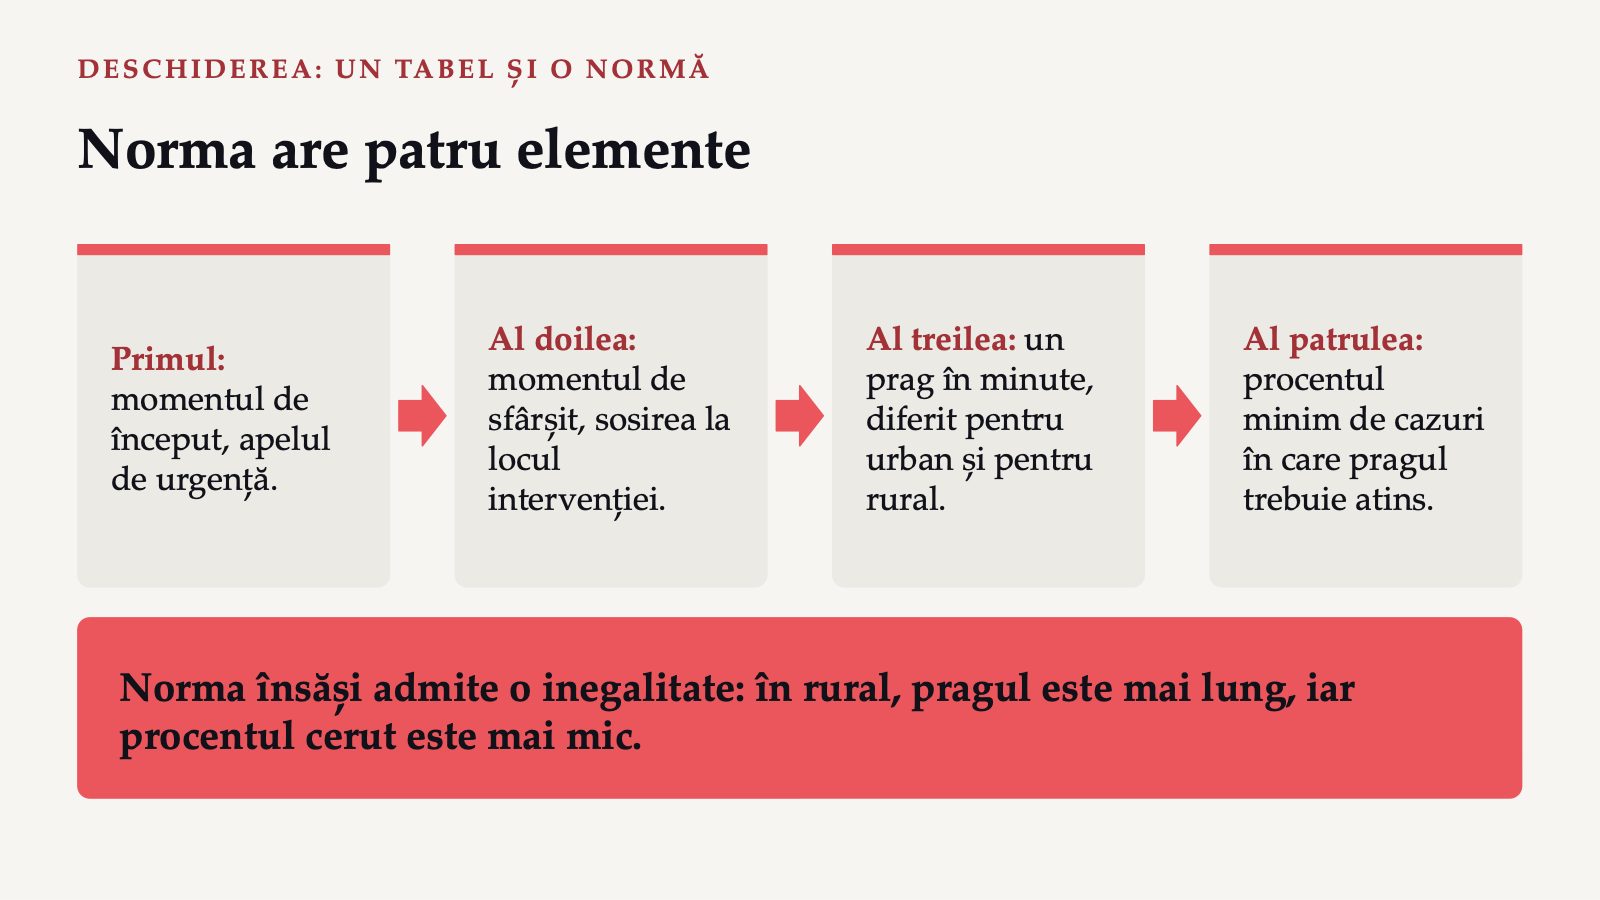 DESCHIDEREA: UN TABEL ȘI O NORMĂ
Norma are patru elemente
Primul:
momentul de
început, apelul
de urgență.
Al doilea:
momentul de
sfârșit, sosirea la
locul
intervenției.
Al treilea: un
prag în minute,
diferit pentru
urban și pentru
rural.
Al patrulea:
procentul
minim de cazuri
în care pragul
trebuie atins.
Norma însăși admite o inegalitate: în rural, pragul este mai lung, iar
procentul cerut este mai mic.